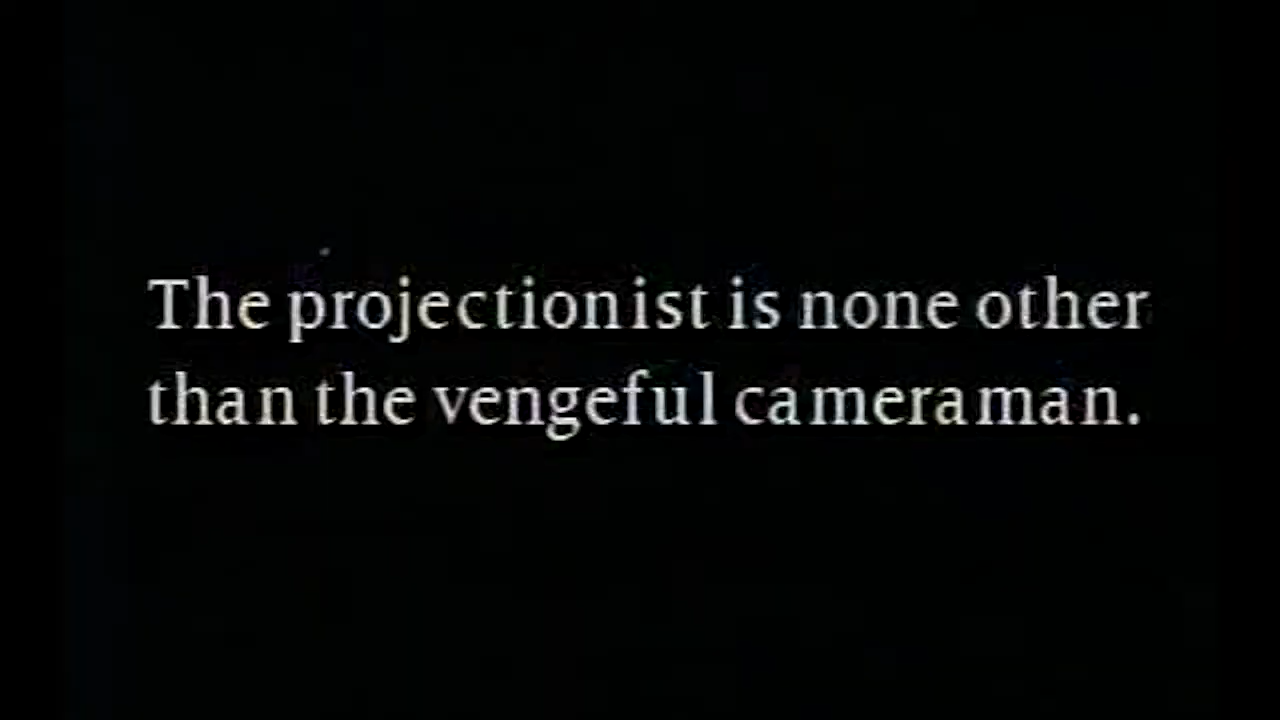 The projectionist is none other
than the vengeful cameraman.